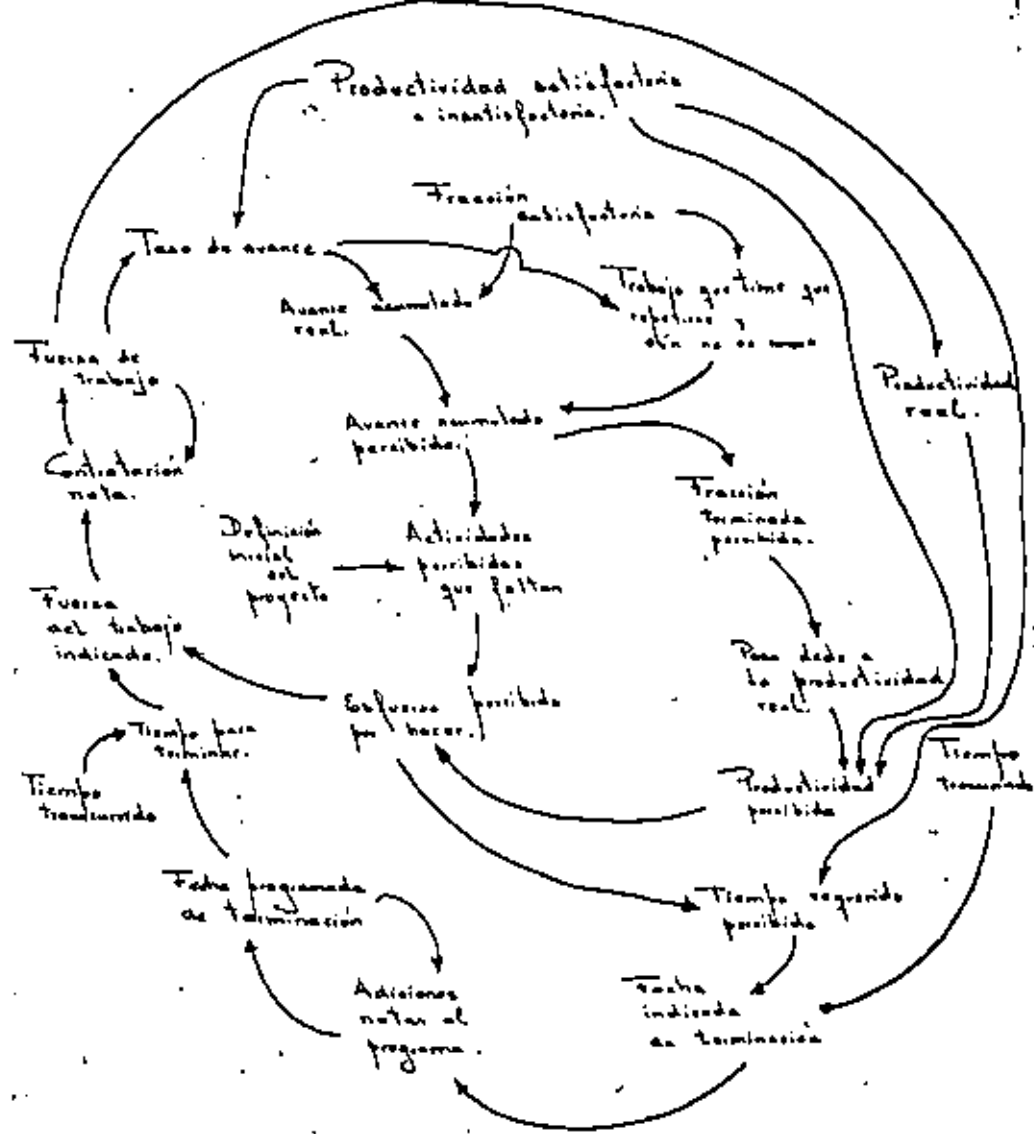 Productividad satisfactoria
o insatisfactoria.
Fracción
satisfactoria
Tasa de avance
Avance acumulado
real.
Trabajo que tiene que
repetirse y
aún no se
Fuerza de
trabajo
Productividad
real.
Avance acumulado
percibido.
Contratación
neta.
Fracción
terminada
percibida.
Definición
inicial
del
proyecto
Actividades
percibidas
que faltan
Fuerza
del trabajo
indicada.
Peso dado a
la productividad
real.
Esfuerzo percibido
por hacer.
Tiempo para
terminar.
Tiempo
transcurrido
Productividad
percibida
Tiempo
Fecha programada
de terminación
Tiempo requerido
percibido
Adiciones
netas al
programa.
Fecha
indicada
de terminación